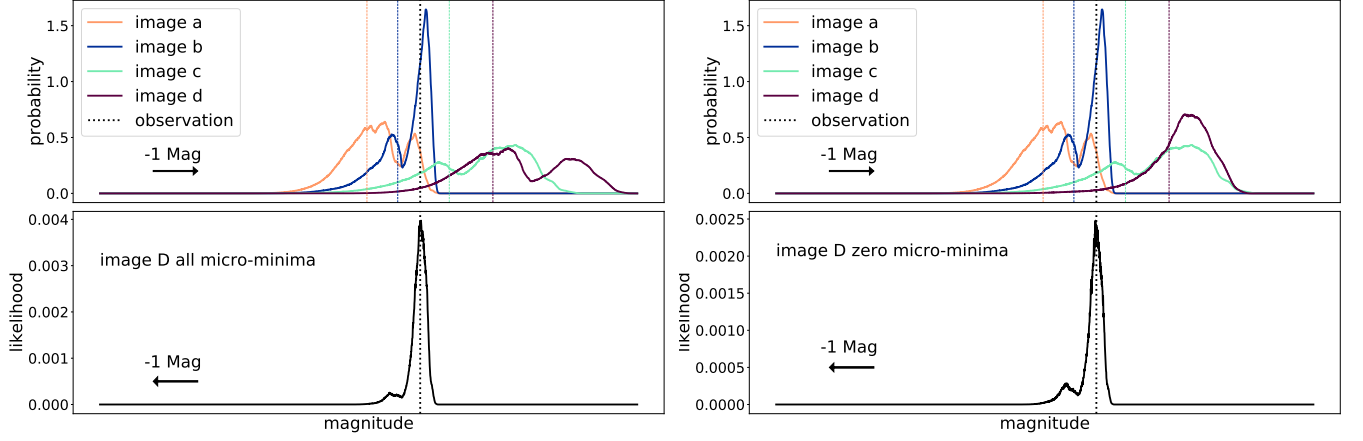 probability
1.5
1.0
0.5
0.0
image a
image b
image c
image d
observation
-1 Mag
likelihood
0.004
0.003
0.002
0.001
0.000
image D all micro-minima
-1 Mag
magnitude
probability
1.5
1.0
0.5
0.0
image a
image b
image c
image d
observation
-1 Mag
likelihood
0.0025
0.0020
0.0015
0.0010
0.0005
0.0000
image D zero micro-minima
-1 Mag
magnitude